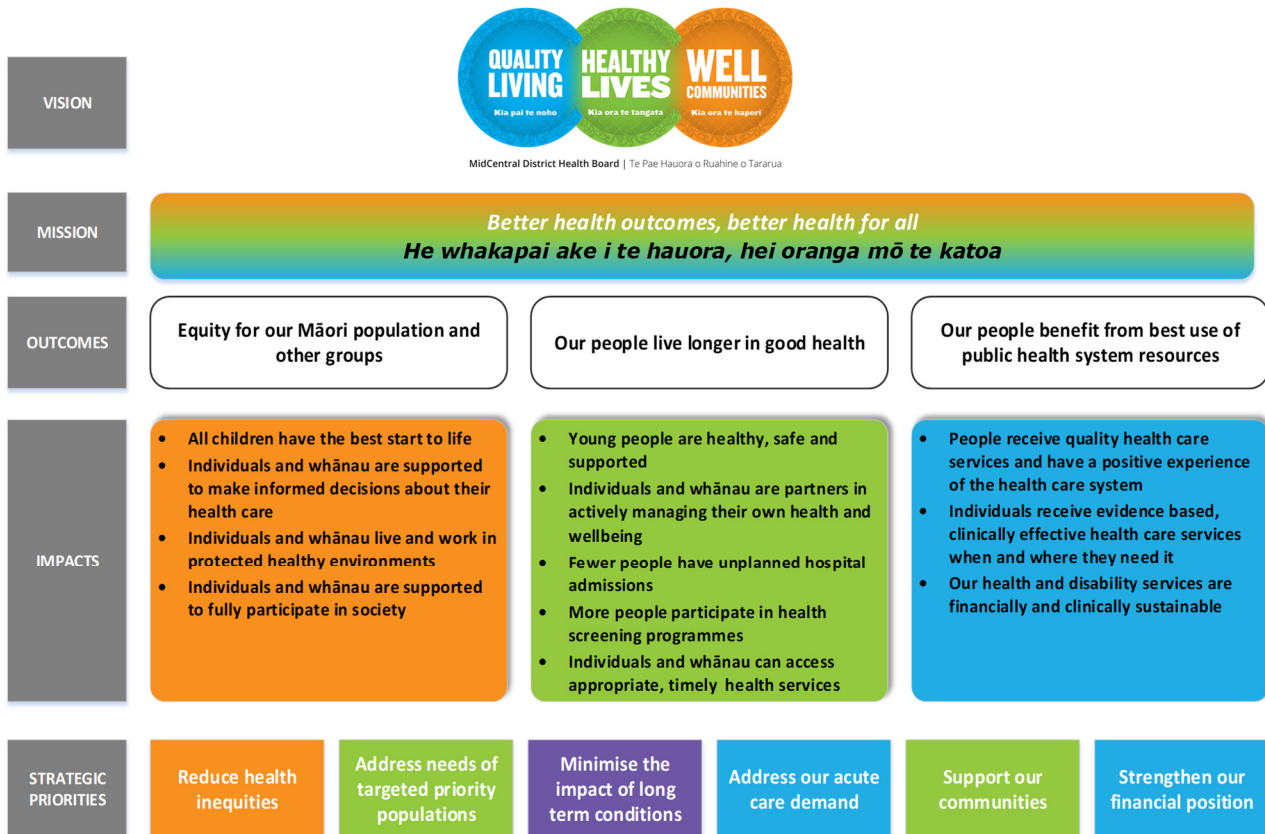 VISION
QUALITY
LIVING
Kia pai te noho
HEALTHY
LIVES
Kia ora te tangata
WELL
COMMUNITIES
Kia ora te hapori
MidCentral District Health Board | Te Pae Hauora o Ruahine o Tararua
MISSION
Better health outcomes, better health for all
He whakapai ake i te hauora, hei oranga mō te katoa
OUTCOMES
Equity for our Māori population and
other groups
Our people live longer in good health
Our people benefit from best use of
public health system resources
IMPACTS
• All children have the best start to life
• Individuals and whānau are supported
to make informed decisions about their
health care
• Individuals and whānau live and work in
protected healthy environments
• Individuals and whānau are supported
to fully participate in society
• Young people are healthy, safe and
supported
• Individuals and whānau are partners in
actively managing their own health and
wellbeing
• Fewer people have unplanned hospital
admissions
• More people participate in health
screening programmes
• Individuals and whānau can access
appropriate, timely health services
• People receive quality health care
services and have a positive experience
of the health care system
• Individuals receive evidence based,
clinically effective health care services
when and where they need it
• Our health and disability services are
financially and clinically sustainable
STRATEGIC
PRIORITIES
Reduce health
inequities
Address needs of
targeted priority
populations
Minimise the
impact of long
term conditions
Address our acute
care demand
Support our
communities
Strengthen our
financial position